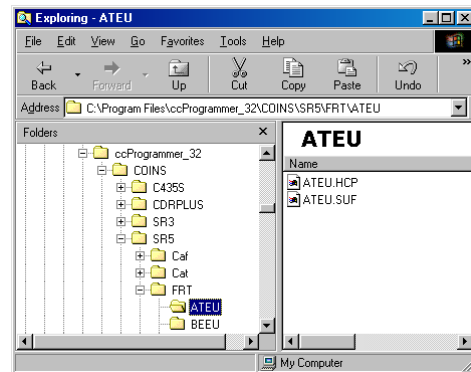 Exploring - ATEU
File Edit View Go Favorites Tools Help
Back Forward Up Cut Copy Paste Undo »
Address C:\Program Files\ccProgrammer_32\COINS\SR5\FRT\ATEU
Folders
ATEU
Name
ccProgrammer_32
COINS
C435S
CDRPLUS
SR3
SR5
Caf
Cat
FRT
ATEU
BEEU
ATEU.HCP
ATEU.SUF
My Computer